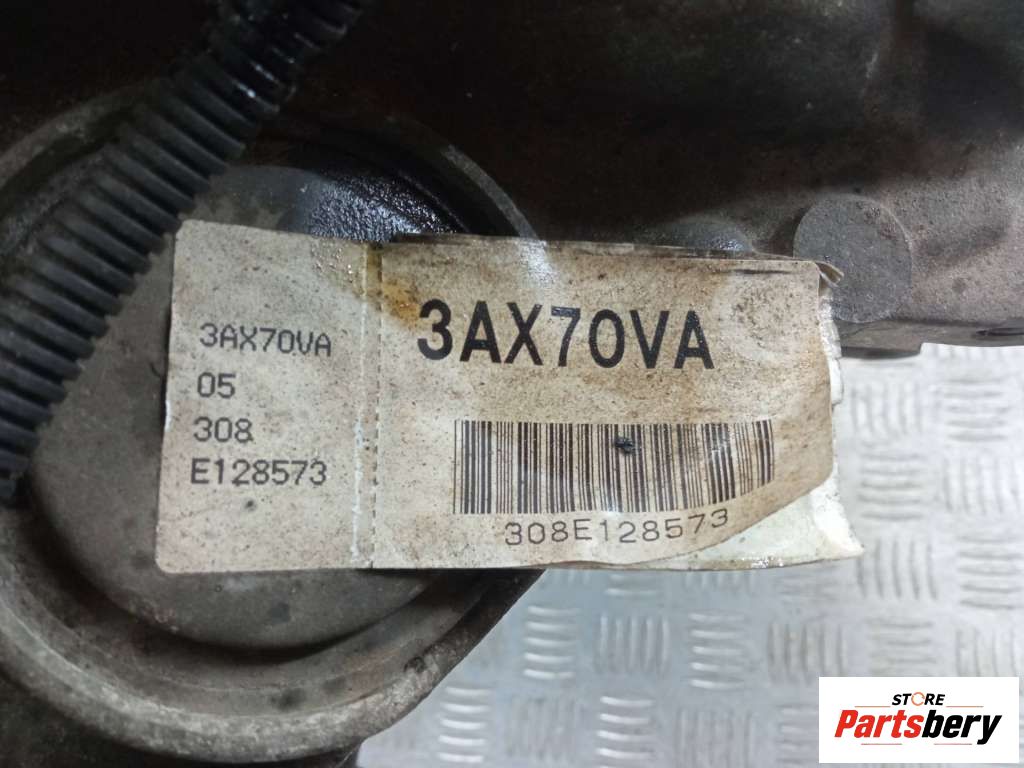 3AX70VA
05
308
E128573
3AX70VA
308E128573
STORE
Partsbery